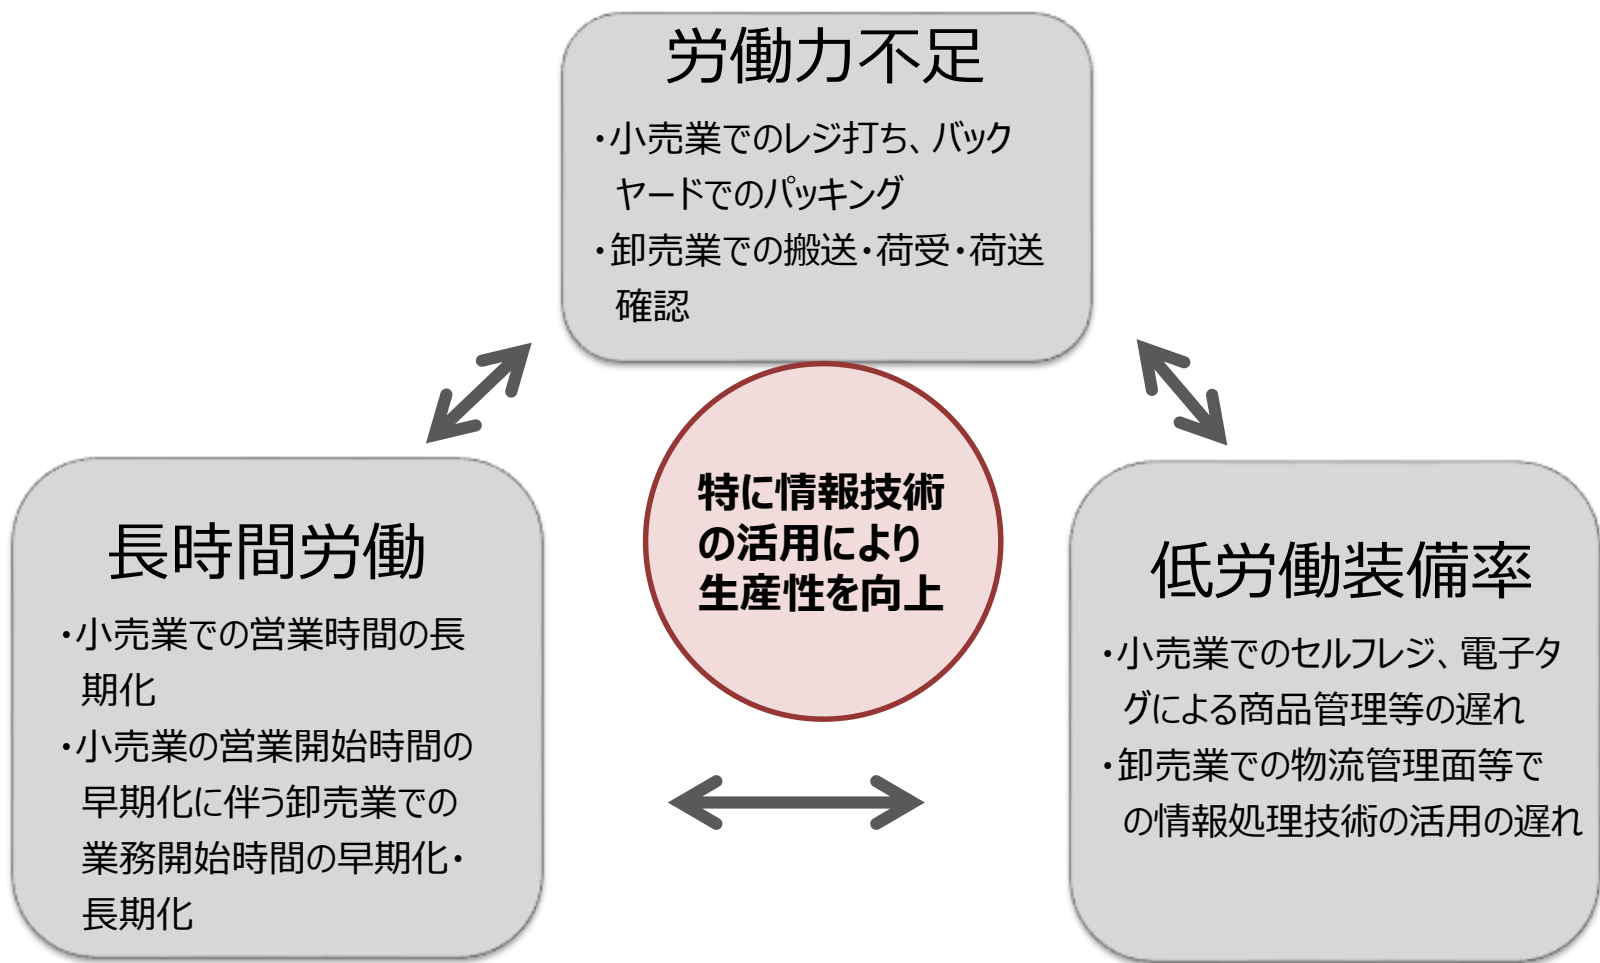 労働力不足
・小売業でのレジ打ち、バック
ヤードでのパッキング
・卸売業での搬送・荷受・荷送
確認
特に情報技術
の活用により
生産性を向上
長時間労働
・小売業での営業時間の長
期化
・小売業の営業開始時間の
早期化に伴う卸売業での
業務開始時間の早期化・
長期化
低労働装備率
・小売業でのセルフレジ、電子タ
グによる商品管理等の遅れ
・卸売業での物流管理面等で
の情報処理技術の活用の遅れ